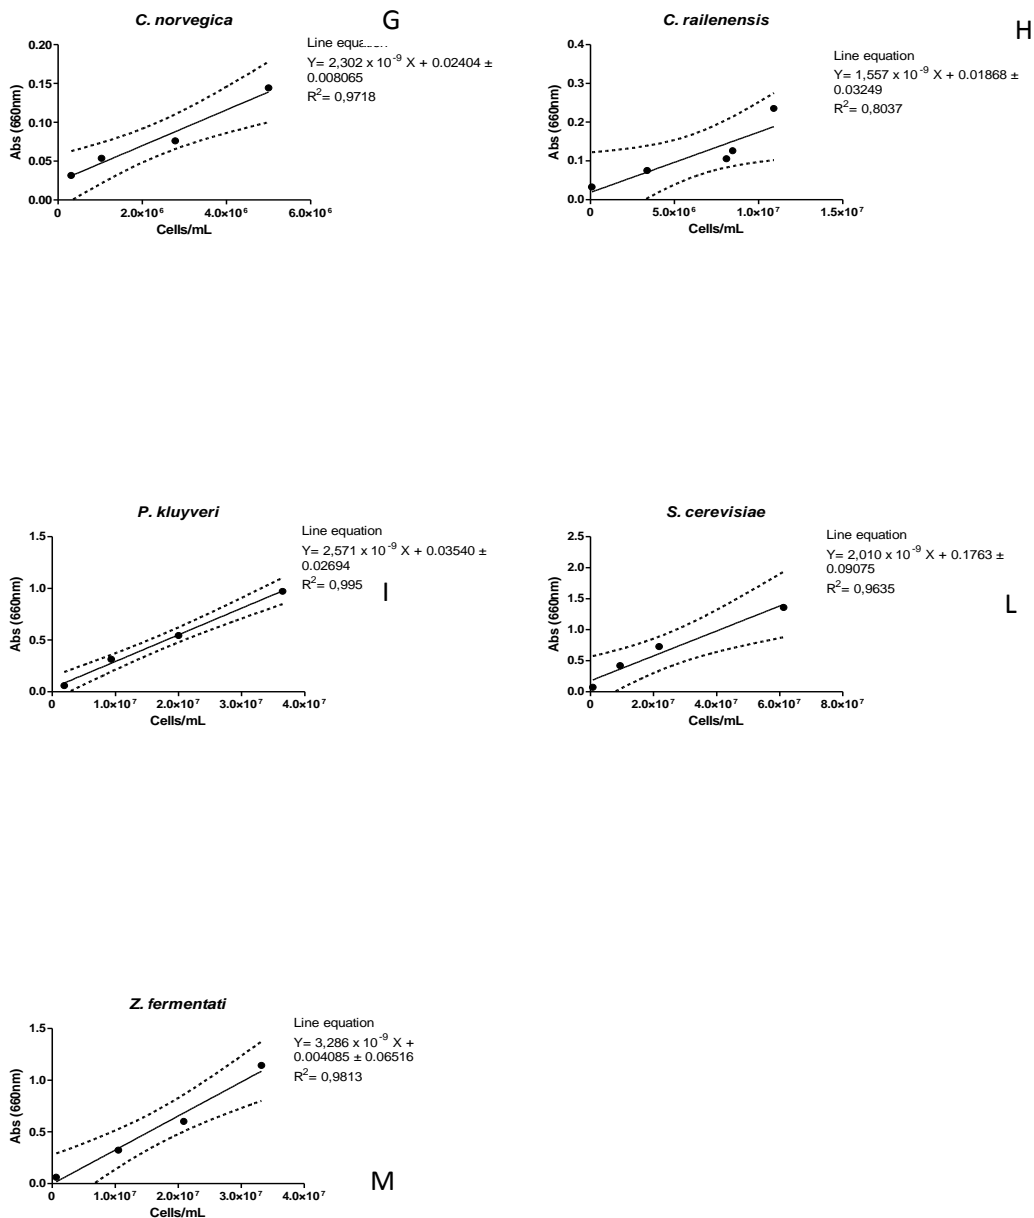 C. norvegica
G
Line equ
Y= 2,302 x 10-9 X + 0.02404 ±
0.008065
R2= 0,9718
Abs (660nm)
0.20
0.15
0.10
0.05
0.00
0 2.0×106 4.0×106 6.0×106
Cells/mL
C. railenensis
H
Line equation
Y= 1,557 x 10-9 X + 0.01868 ±
0.03249
R2= 0,8037
Abs (660nm)
0.4
0.3
0.2
0.1
0.0
0 5.0×106 1.0×107 1.5×107
Cells/mL
P. kluyveri
Line equation
Y= 2,571 x 10-9 X + 0.03540 ±
0.02694
R2= 0,995
I
Abs (660nm)
1.5
1.0
0.5
0.0
0 1.0×107 2.0×107 3.0×107 4.0×107
Cells/mL
S. cerevisiae
Line equation
Y= 2,010 x 10-9 X + 0.1763 ±
0.09075
R2= 0,9635
L
Abs (660nm)
2.5
2.0
1.5
1.0
0.5
0.0
0 2.0×107 4.0×107 6.0×107 8.0×107
Cells/mL
Z. fermentati
Line equation
Y= 3,286 x 10-9 X +
0.004085 ± 0.06516
R2= 0,9813
M
Abs (660nm)
1.5
1.0
0.5
0.0
0 1.0×107 2.0×107 3.0×107 4.0×107
Cells/mL